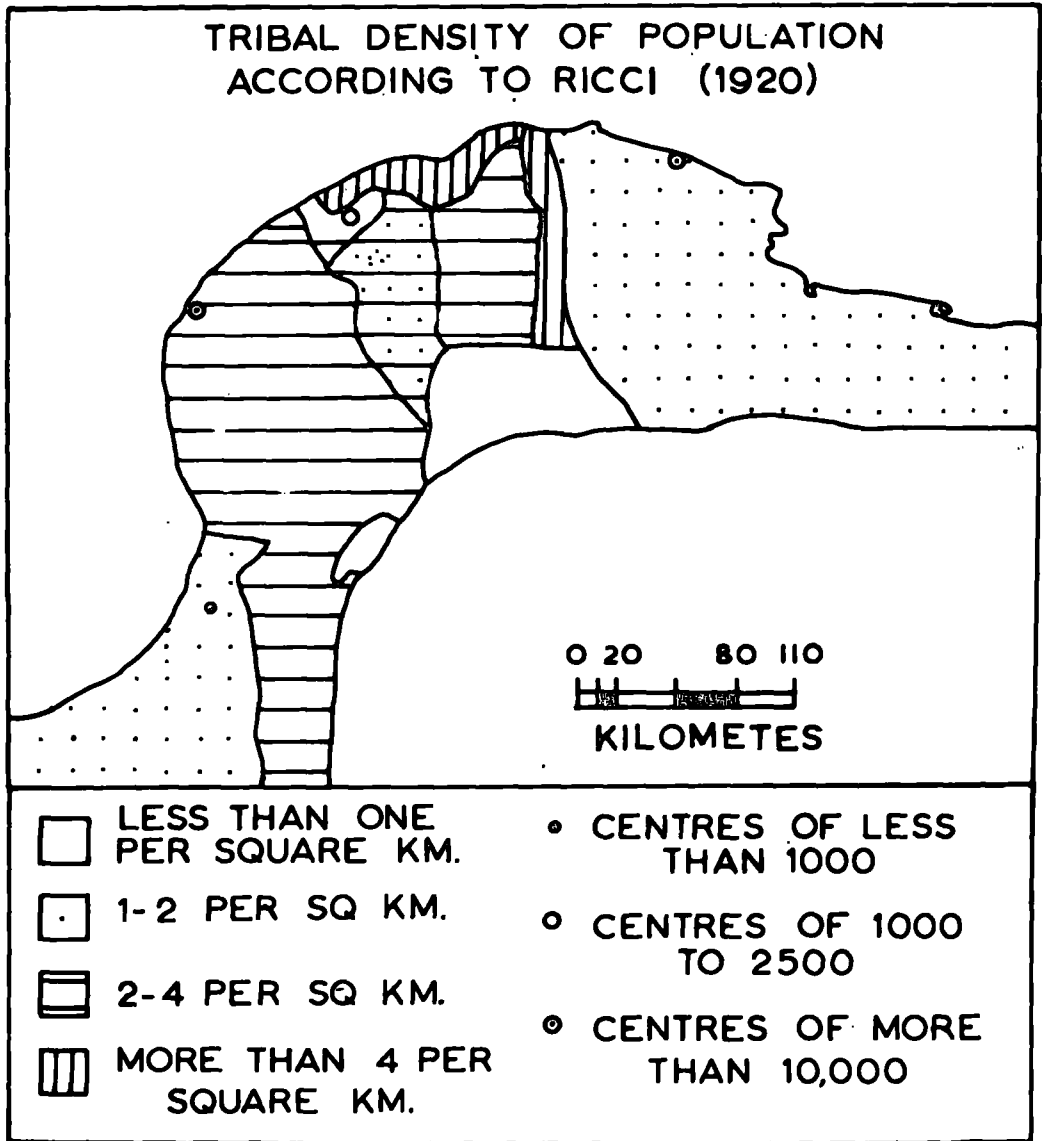 TRIBAL DENSITY OF POPULATION
ACCORDING TO RICCI (1920)
0 20 80 110
KILOMETES
LESS THAN ONE
PER SQUARE KM.
1-2 PER SQ KM.
2-4 PER SQ KM.
MORE THAN 4 PER
SQUARE KM.
CENTRES OF LESS
THAN 1000
CENTRES OF 1000
TO 2500
CENTRES OF MORE
THAN 10,000